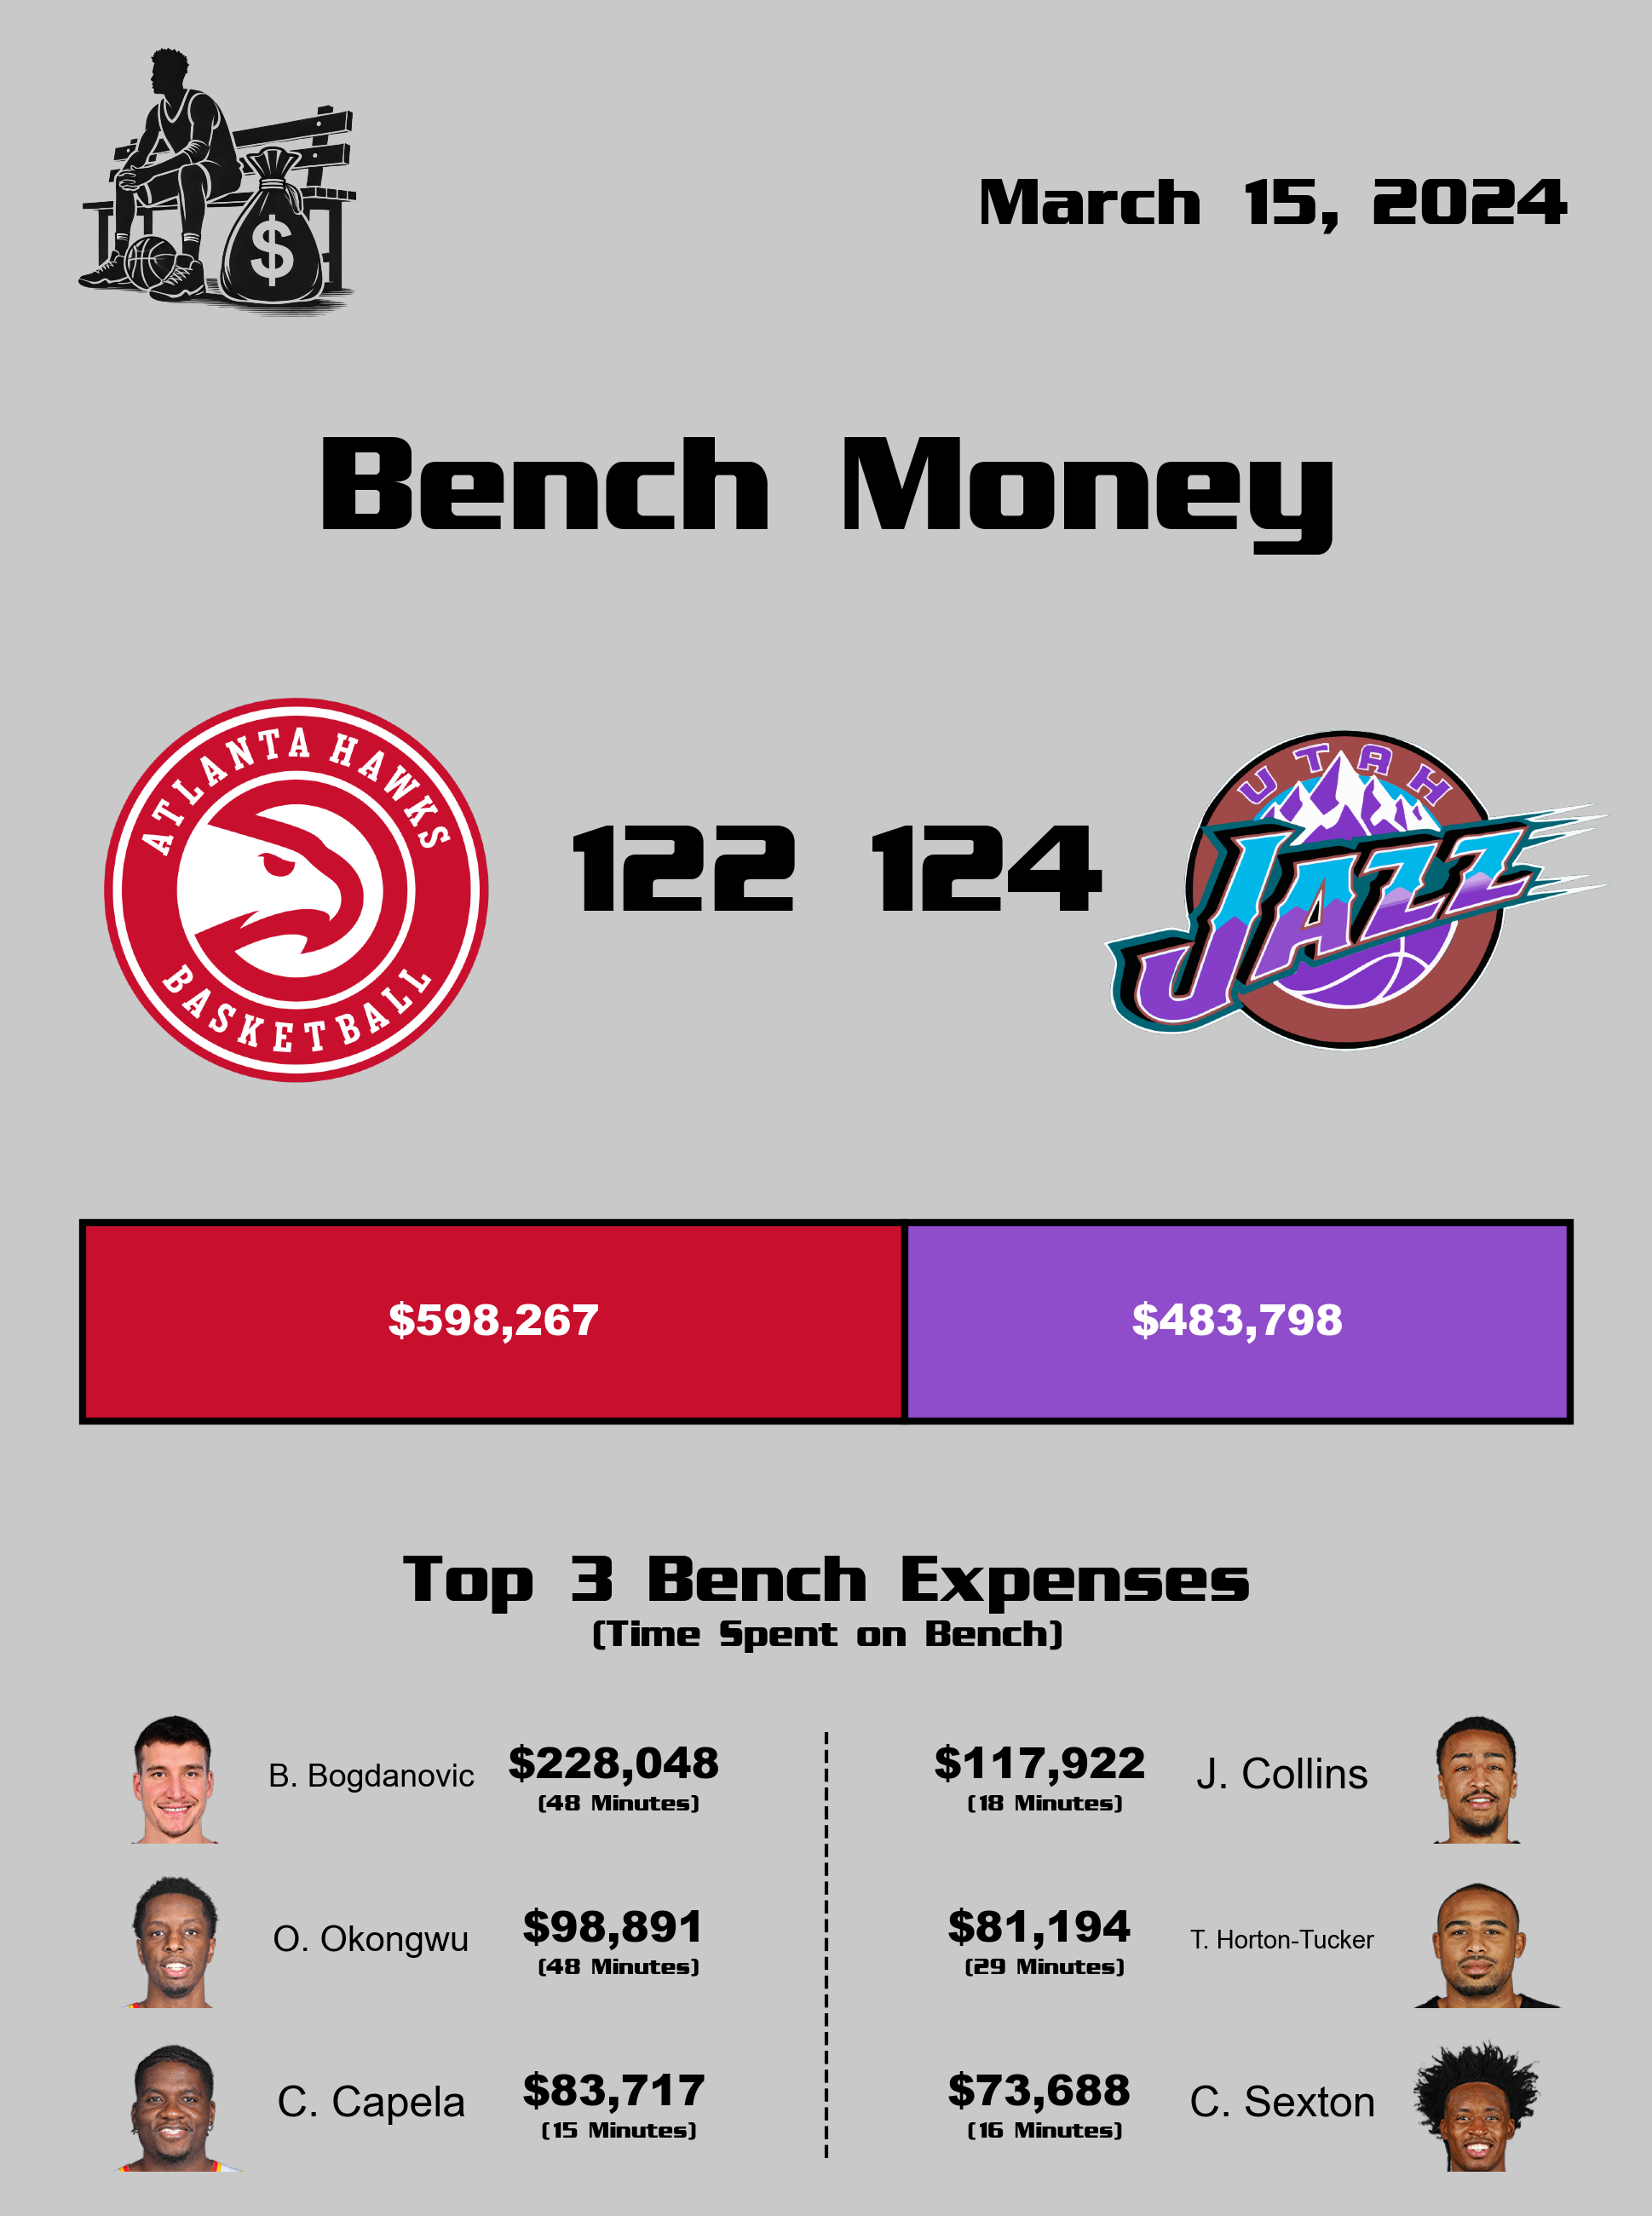 $
March 15, 2024
Bench Money
ATLANTA HAWKS
BASKETBALL
122 124
UTAH
JAZZ
$598,267 $483,798
Top 3 Bench Expenses
(Time Spent on Bench)
B. Bogdanovic $228,048 $117,922 J. Collins
(48 Minutes) (18 Minutes)
O. Okongwu $98,891 $81,194 T. Horton-Tucker
(48 Minutes) (29 Minutes)
C. Capela $83,717 $73,688 C. Sexton
(15 Minutes) (16 Minutes)